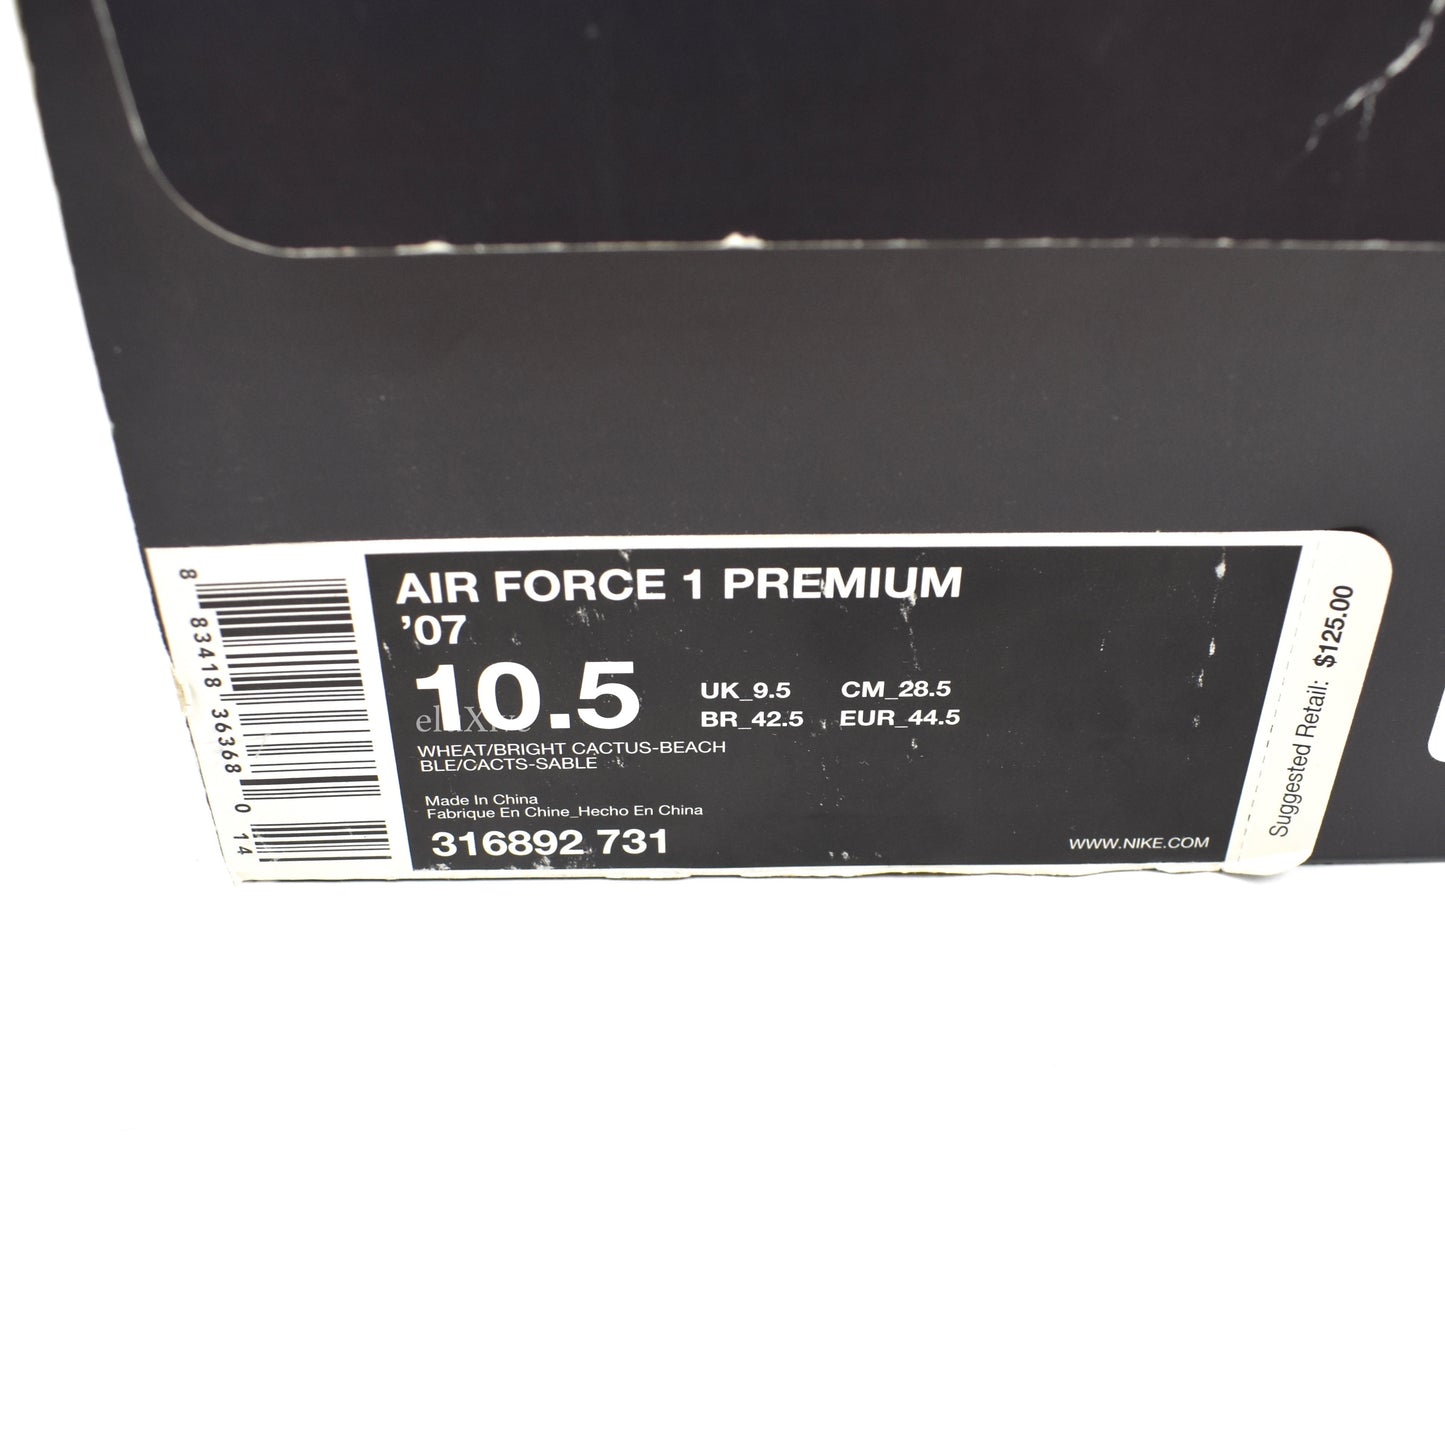 AIR FORCE 1 PREMIUM
’07
10.5
UK_9.5 CM_28.5
BR_42.5 EUR_44.5
WHEAT/BRIGHT CACTUS-BEACH
BLE/CACTS-SABLE
Made In China
Fabrique En Chine_Hecho En China
316892 731
WWW.NIKE.COM
8 83418 36368 0 14
Suggested Retail: $125.00